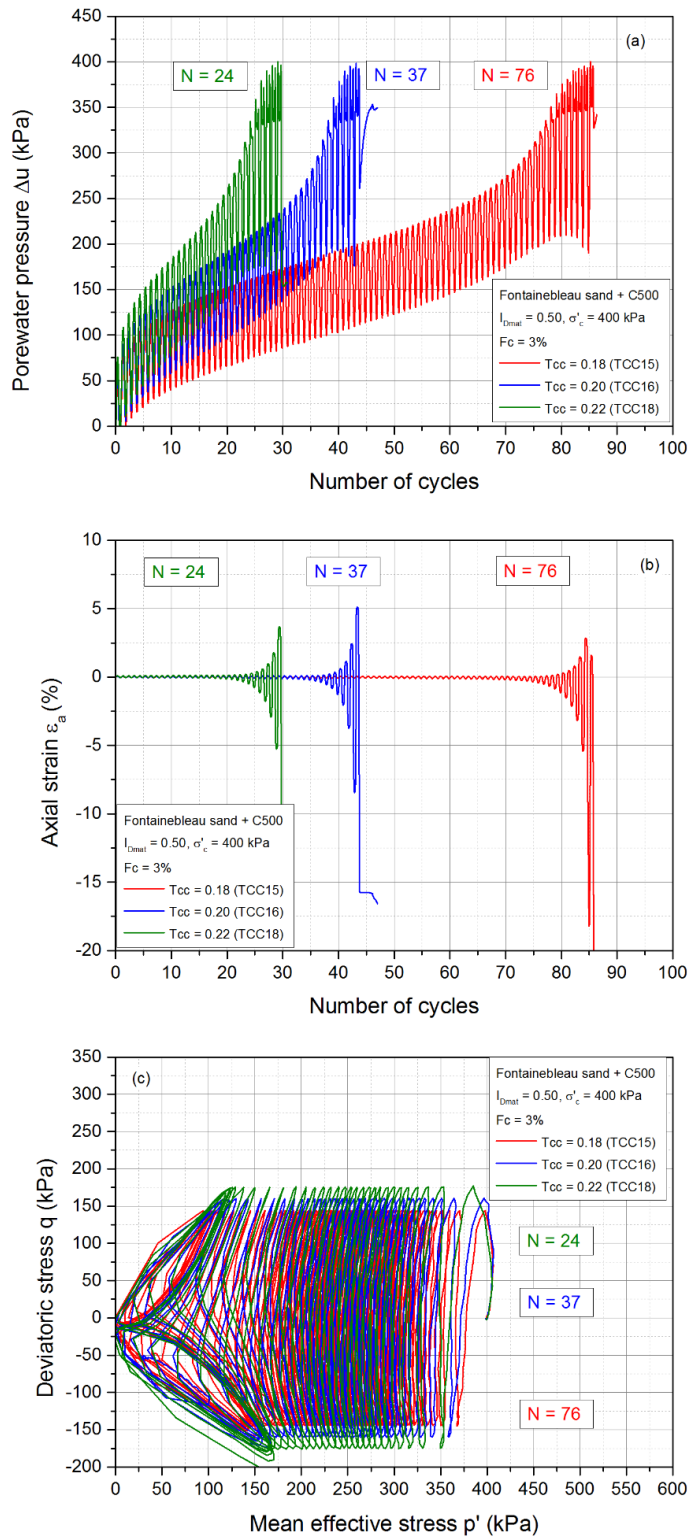 (a)
450
400
350
300
250
200
150
100
50
0
Porewater pressure Δu (kPa)
N = 24
N = 37
N = 76
Fontainebleau sand + C500
I_Dmat = 0.50, σ'_c = 400 kPa
Fc = 3%
Tcc = 0.18 (TCC15)
Tcc = 0.20 (TCC16)
Tcc = 0.22 (TCC18)
0 10 20 30 40 50 60 70 80 90 100
Number of cycles
(b)
10
5
0
-5
-10
-15
-20
Axial strain ε_a (%)
N = 24
N = 37
N = 76
Fontainebleau sand + C500
I_Dmat = 0.50, σ'_c = 400 kPa
Fc = 3%
Tcc = 0.18 (TCC15)
Tcc = 0.20 (TCC16)
Tcc = 0.22 (TCC18)
0 10 20 30 40 50 60 70 80 90 100
Number of cycles
(c)
350
300
250
200
150
100
50
0
-50
-100
-150
-200
Deviatoric stress q (kPa)
Fontainebleau sand + C500
I_Dmat = 0.50, σ'_c = 400 kPa
Fc = 3%
Tcc = 0.18 (TCC15)
Tcc = 0.20 (TCC16)
Tcc = 0.22 (TCC18)
N = 24
N = 37
N = 76
0 50 100 150 200 250 300 350 400 450 500 550 600
Mean effective stress p' (kPa)